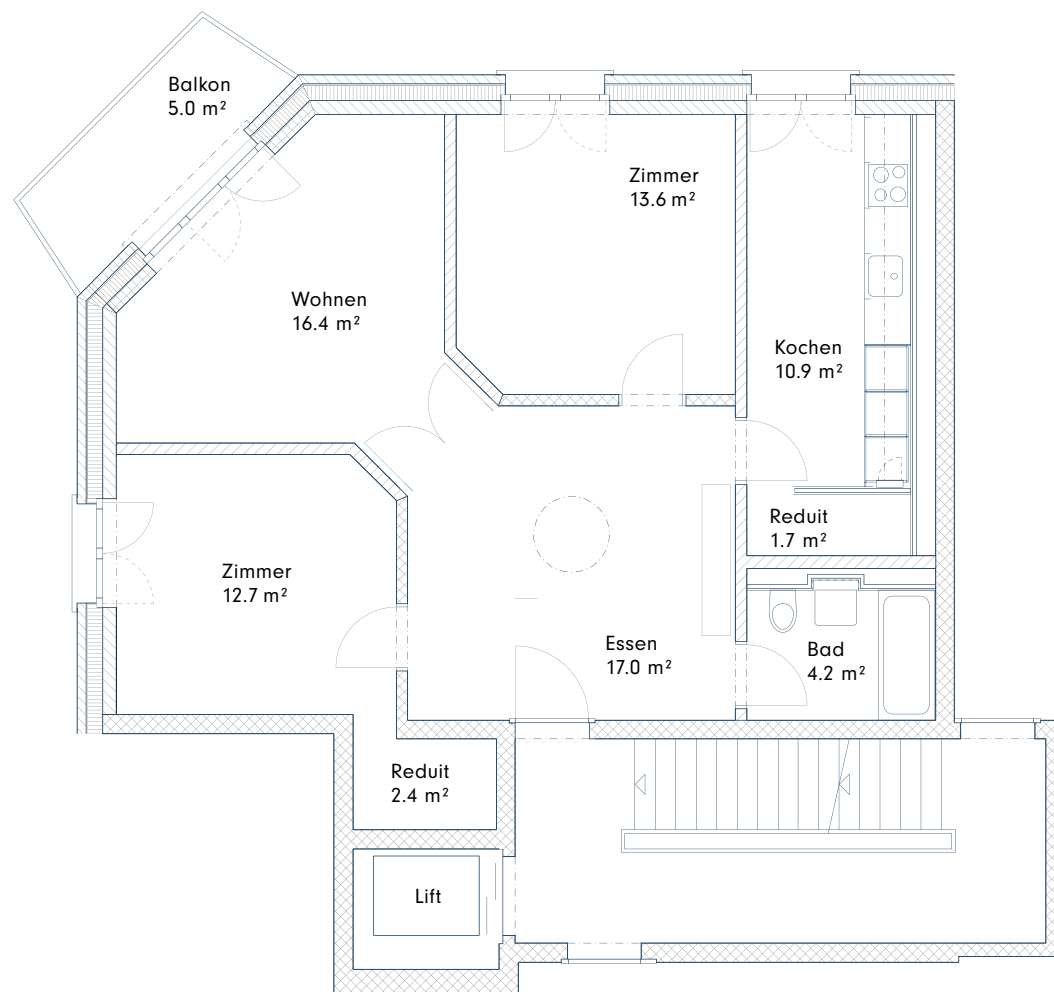 Balkon
5.0 m²
Zimmer
13.6 m²
Wohnen
16.4 m²
Kochen
10.9 m²
Reduit
1.7 m²
Zimmer
12.7 m²
Essen
17.0 m²
Bad
4.2 m²
Reduit
2.4 m²
Lift